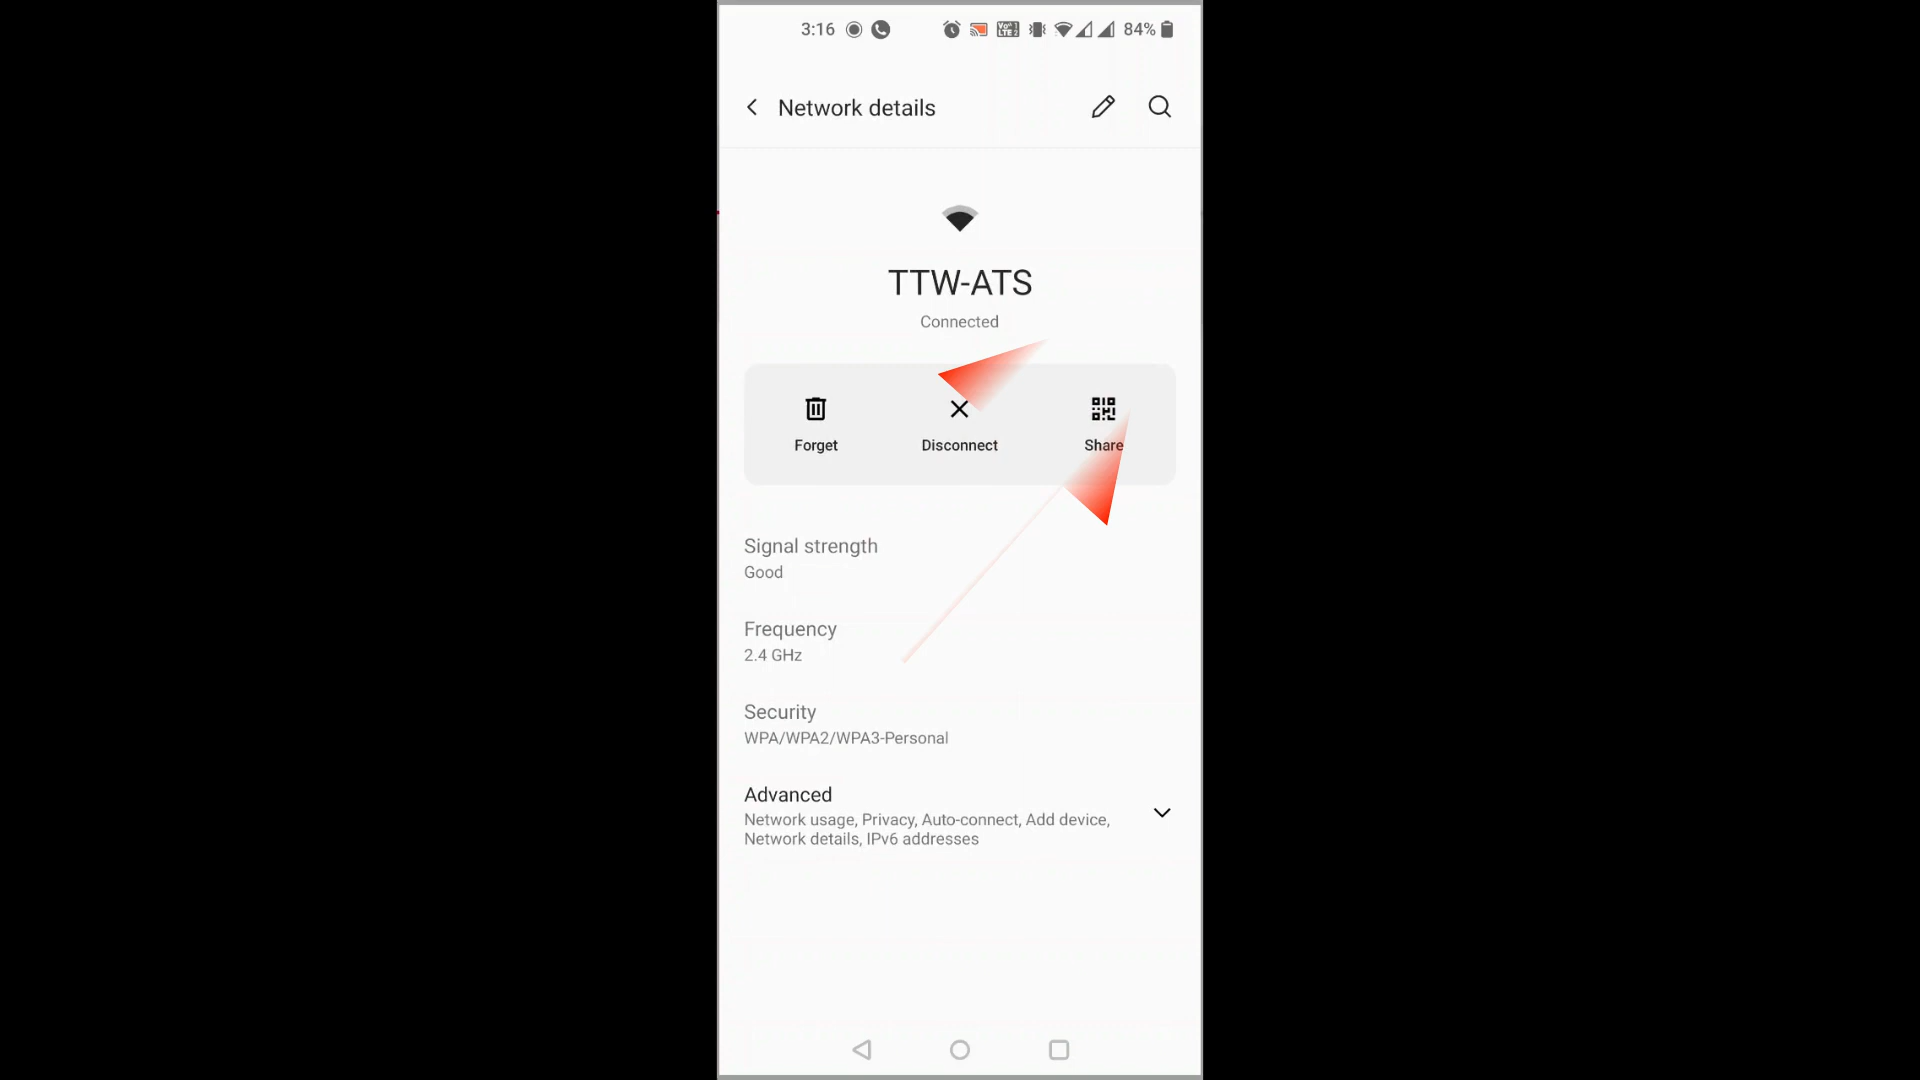 3:16
84%
Network details
TTW-ATS
Connected
Forget
Disconnect
Share
Signal strength
Good
Frequency
2.4 GHz
Security
WPA/WPA2/WPA3-Personal
Advanced
Network usage, Privacy, Auto-connect, Add device,
Network details, IPv6 addresses